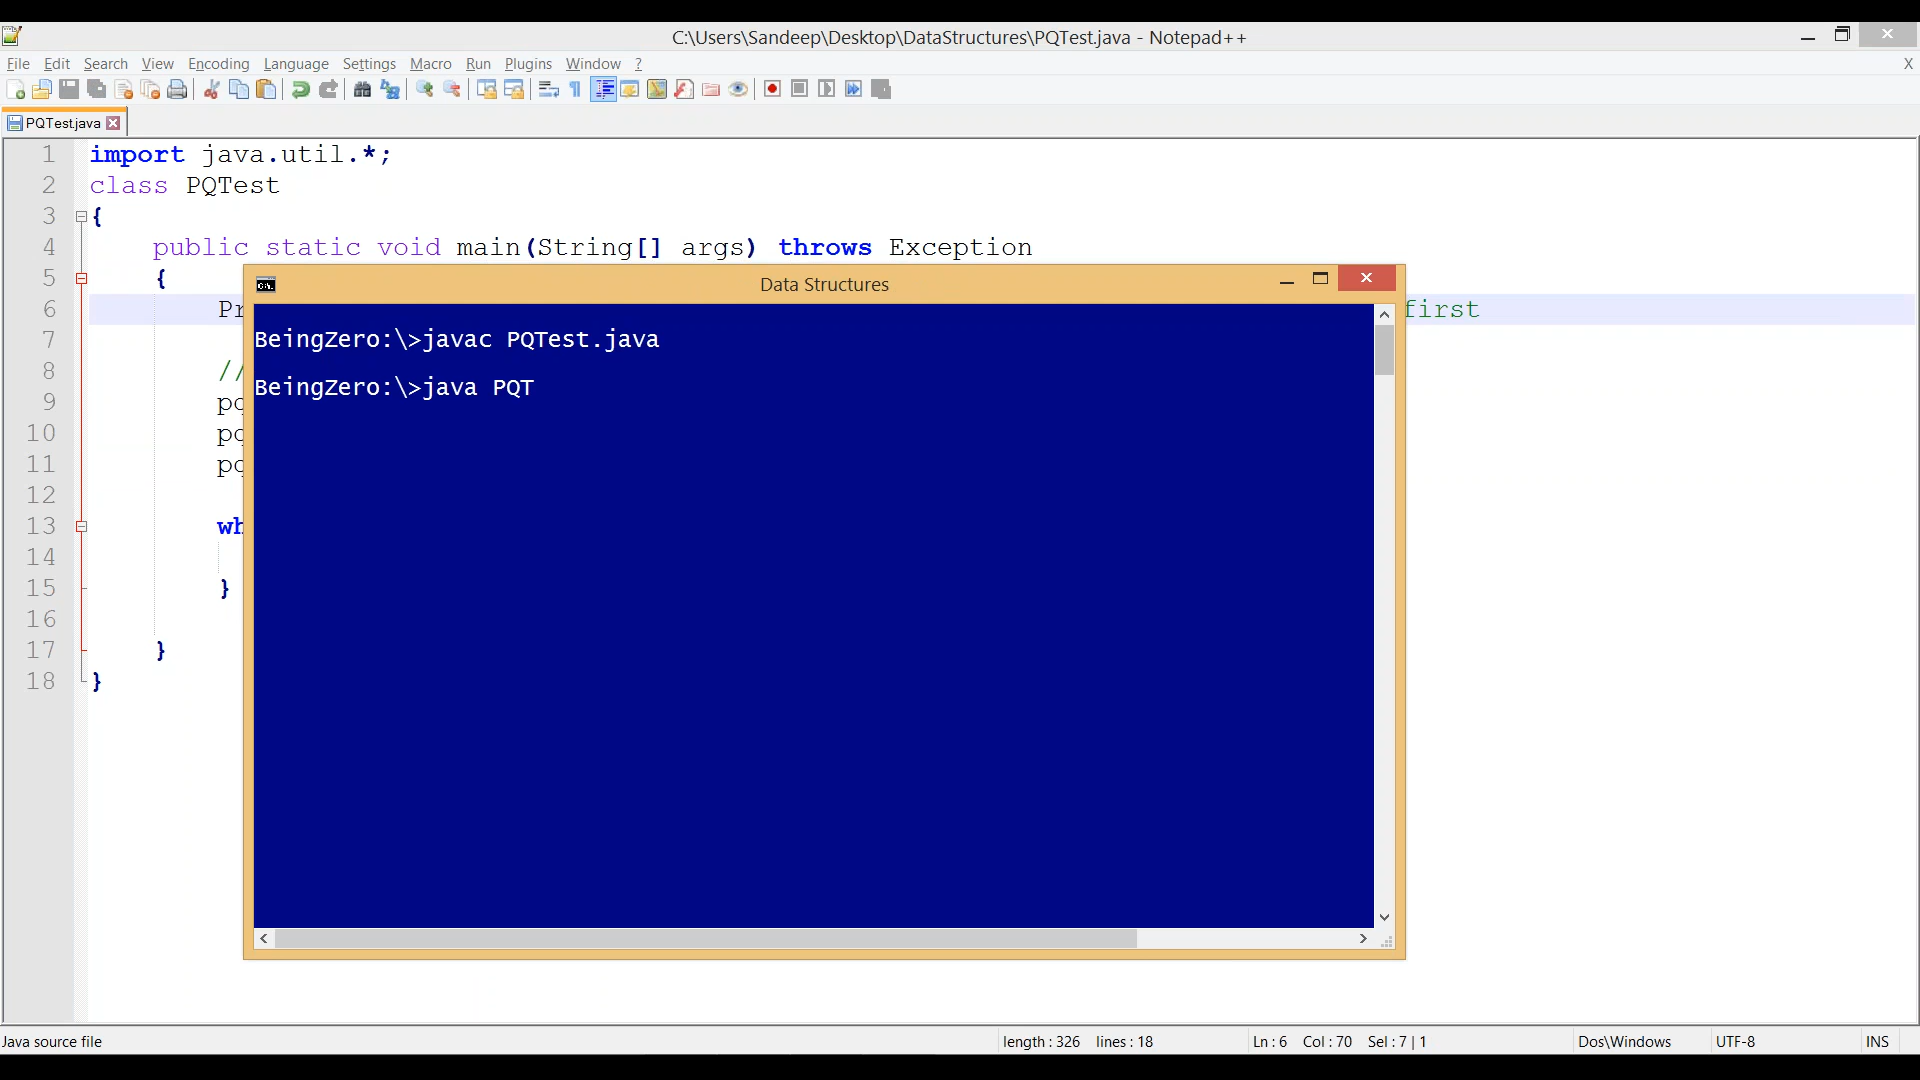 C:\Users\Sandeep\Desktop\DataStructures\PQTest.java - Notepad++
File Edit Search View Encoding Language Settings Macro Run Plugins Window ? X
PQTest.java
1 import java.util.*;
2 class PQTest
3 {
4 public static void main(String[] args) throws Exception
5 {
6 Pr first
7
8 //
9 pq
10 pq
11 pq
12
13 wh
14
15 }
16
17 }
18 }
Data Structures
BeingZero:\>javac PQTest.java
BeingZero:\>java PQT
Java source file length : 326 lines : 18 Ln : 6 Col : 70 Sel : 7 | 1 Dos\Windows UTF-8 INS